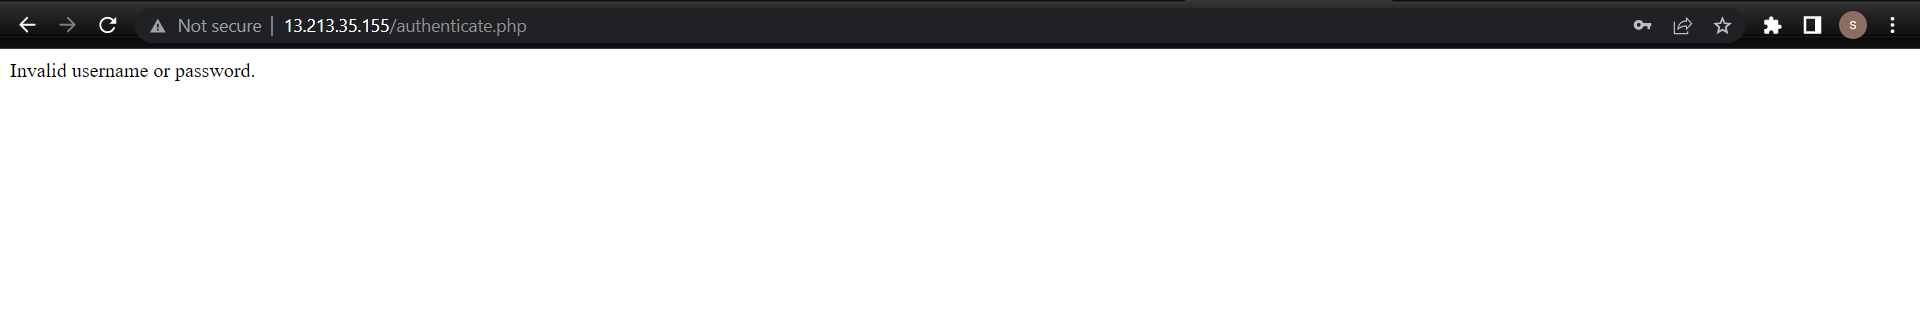 Not secure | 13.213.35.155/authenticate.php
S
Invalid username or password.